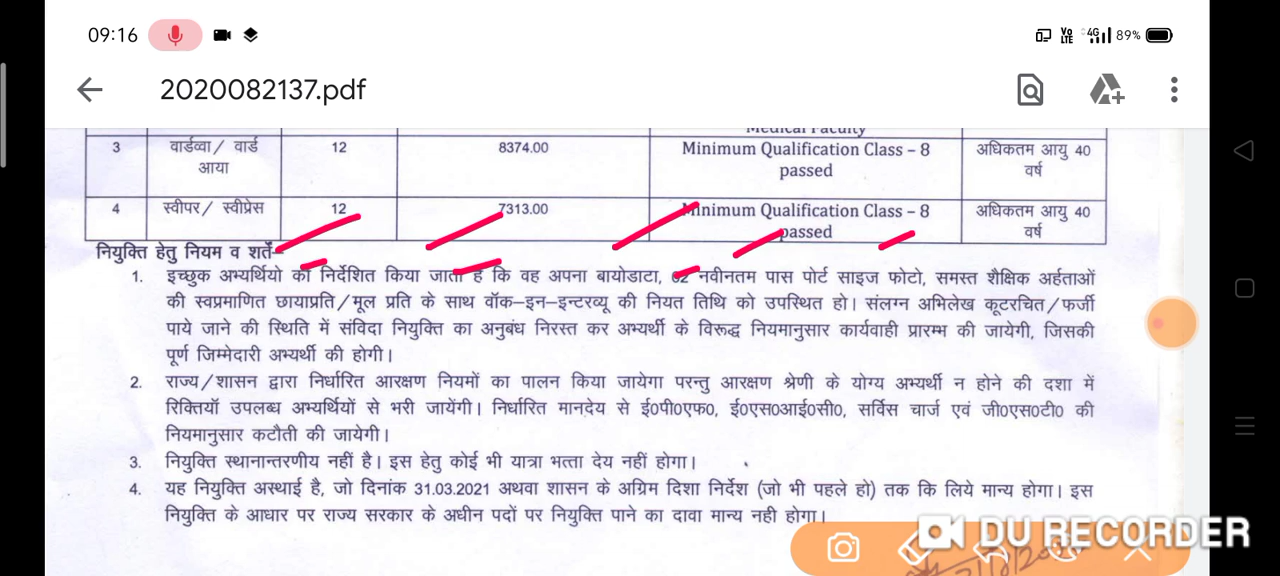 09:16 Vo LTE 4G 89%
2020082137.pdf
Medical Faculty
3 वार्डब्वा/ वार्ड 12 8374.00 Minimum Qualification Class – 8 अधिकतम आयु 40
आया passed वर्ष
4 स्वीपर/ स्वीप्रेस 12 7313.00 Minimum Qualification Class – 8 अधिकतम आयु 40
passed वर्ष
नियुक्ति हेतु नियम व शर्तें–
1. इच्छुक अभ्यर्थियो को निर्देशित किया जाता है कि वह अपना बायोडाटा, 02 नवीनतम पास पोर्ट साइज फोटो, समस्त शैक्षिक अर्हताओं
की स्वप्रमाणित छायाप्रति/मूल प्रति के साथ वॉक–इन–इन्टरव्यू की नियत तिथि को उपस्थित हो। संलग्न अभिलेख कूटरचित/फर्जी
पाये जाने की स्थिति में संविदा नियुक्ति का अनुबंध निरस्त कर अभ्यर्थी के विरूद्ध नियमानुसार कार्यवाही प्रारम्भ की जायेगी, जिसकी
पूर्ण जिम्मेदारी अभ्यर्थी की होगी।
2. राज्य/शासन द्वारा निर्धारित आरक्षण नियमों का पालन किया जायेगा परन्तु आरक्षण श्रेणी के योग्य अभ्यर्थी न होने की दशा में
रिक्तियॉ उपलब्ध अभ्यर्थियों से भरी जायेंगी। निर्धारित मानदेय से ई0पी0एफ0, ई0एस0आई0सी0, सर्विस चार्ज एवं जी0एस0टी0 की
नियमानुसार कटौती की जायेगी।
3. नियुक्ति स्थानान्तरणीय नहीं है। इस हेतु कोई भी यात्रा भत्ता देय नहीं होगा।
4. यह नियुक्ति अस्थाई है, जो दिनांक 31.03.2021 अथवा शासन के अग्रिम दिशा निर्देश (जो भी पहले हो) तक कि लिये मान्य होगा। इस
नियुक्ति के आधार पर राज्य सरकार के अधीन पदों पर नियुक्ति पाने का दावा मान्य नही होगा।
DU RECORDER